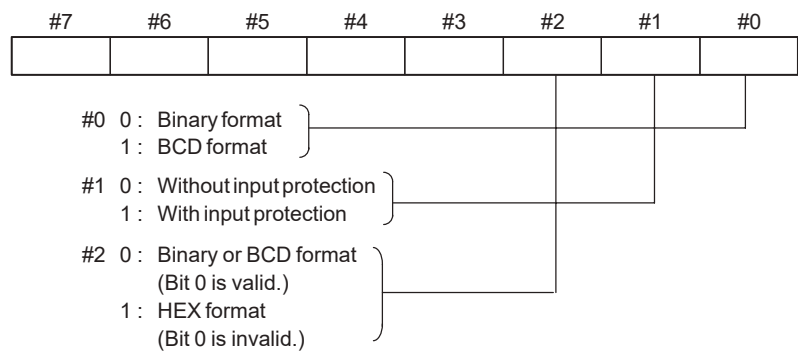 #7 #6 #5 #4 #3 #2 #1 #0
#0 0 : Binary format
1 : BCD format
#1 0 : Without input protection
1 : With input protection
#2 0 : Binary or BCD format
(Bit 0 is valid.)
1 : HEX format
(Bit 0 is invalid.)